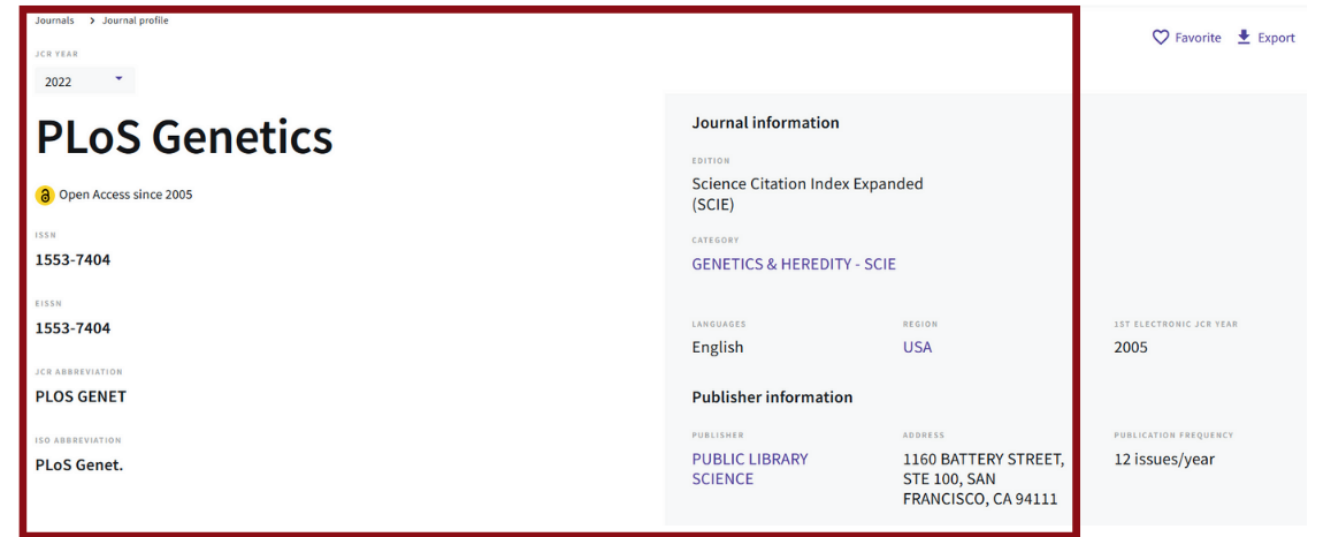 Journals > Journal profile
Favorite Export
JCR YEAR
2022
PLoS Genetics
Open Access since 2005
ISSN
1553-7404
EISSN
1553-7404
JCR ABBREVIATION
PLOS GENET
ISO ABBREVIATION
PLoS Genet.
Journal information
EDITION
Science Citation Index Expanded
(SCIE)
CATEGORY
GENETICS & HEREDITY - SCIE
LANGUAGES
English
REGION
USA
1ST ELECTRONIC JCR YEAR
2005
Publisher information
PUBLISHER
PUBLIC LIBRARY
SCIENCE
ADDRESS
1160 BATTERY STREET,
STE 100, SAN
FRANCISCO, CA 94111
PUBLICATION FREQUENCY
12 issues/year